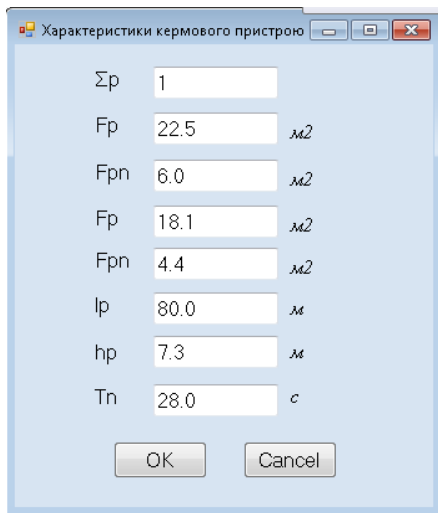 Характеристики кермового пристрою
Σp 1
Fp 22.5 м2
Fpn 6.0 м2
Fp 18.1 м2
Fpn 4.4 м2
lp 80.0 м
hp 7.3 м
Tn 28.0 с
OK Cancel